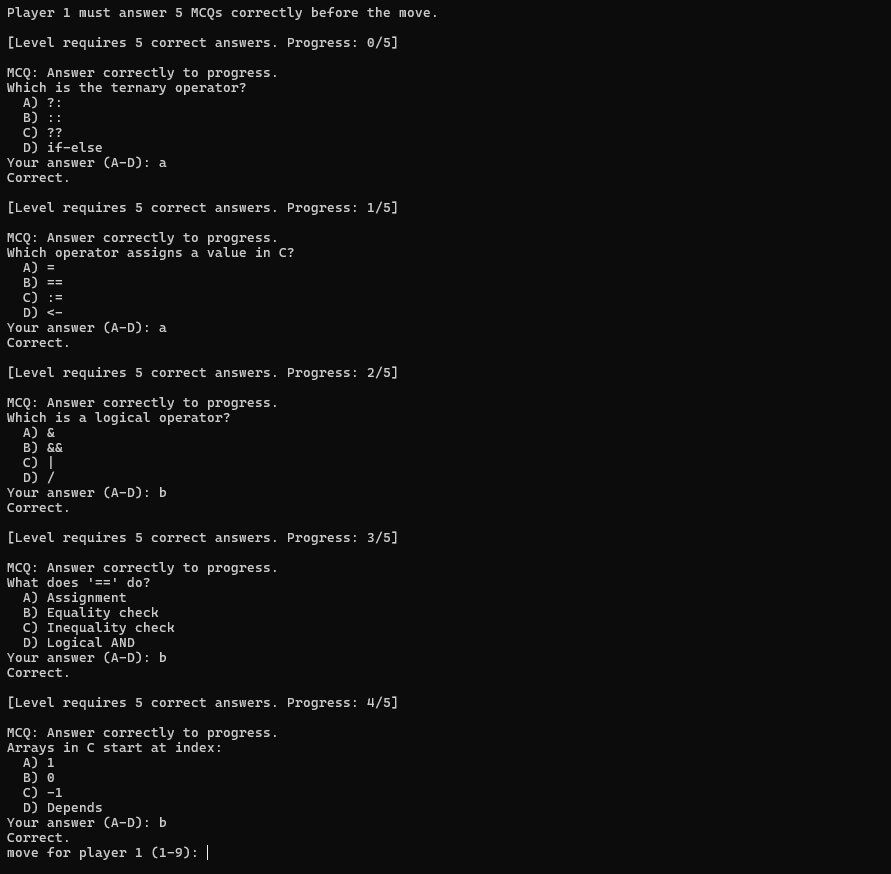 Player 1 must answer 5 MCQs correctly before the move.
[Level requires 5 correct answers. Progress: 0/5]
MCQ: Answer correctly to progress.
Which is the ternary operator?
A) ?:
B) ::
C) ??
D) if-else
Your answer (A-D): a
Correct.
[Level requires 5 correct answers. Progress: 1/5]
MCQ: Answer correctly to progress.
Which operator assigns a value in C?
A) =
B) ==
C) :=
D) <-
Your answer (A-D): a
Correct.
[Level requires 5 correct answers. Progress: 2/5]
MCQ: Answer correctly to progress.
Which is a logical operator?
A) &
B) &&
C) |
D) /
Your answer (A-D): b
Correct.
[Level requires 5 correct answers. Progress: 3/5]
MCQ: Answer correctly to progress.
What does '==' do?
A) Assignment
B) Equality check
C) Inequality check
D) Logical AND
Your answer (A-D): b
Correct.
[Level requires 5 correct answers. Progress: 4/5]
MCQ: Answer correctly to progress.
Arrays in C start at index:
A) 1
B) 0
C) -1
D) Depends
Your answer (A-D): b
Correct.
move for player 1 (1-9):